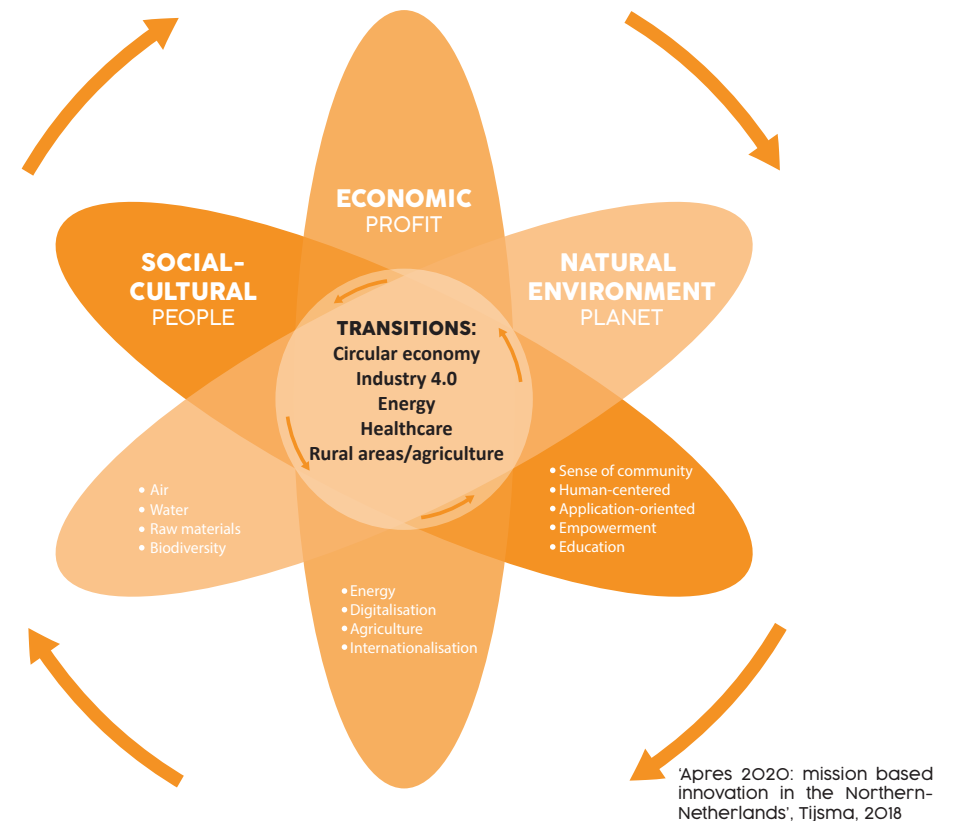 ECONOMIC
PROFIT
SOCIAL-
CULTURAL
PEOPLE
NATURAL
ENVIRONMENT
PLANET
TRANSITIONS:
Circular economy
Industry 4.0
Energy
Healthcare
Rural areas/agriculture
• Air
• Water
• Raw materials
• Biodiversity
• Sense of community
• Human-centered
• Application-oriented
• Empowerment
• Education
• Energy
• Digitalisation
• Agriculture
• Internationalisation
‘Apres 2020: mission based
innovation in the Northern-
Netherlands’, Tijsma, 2018